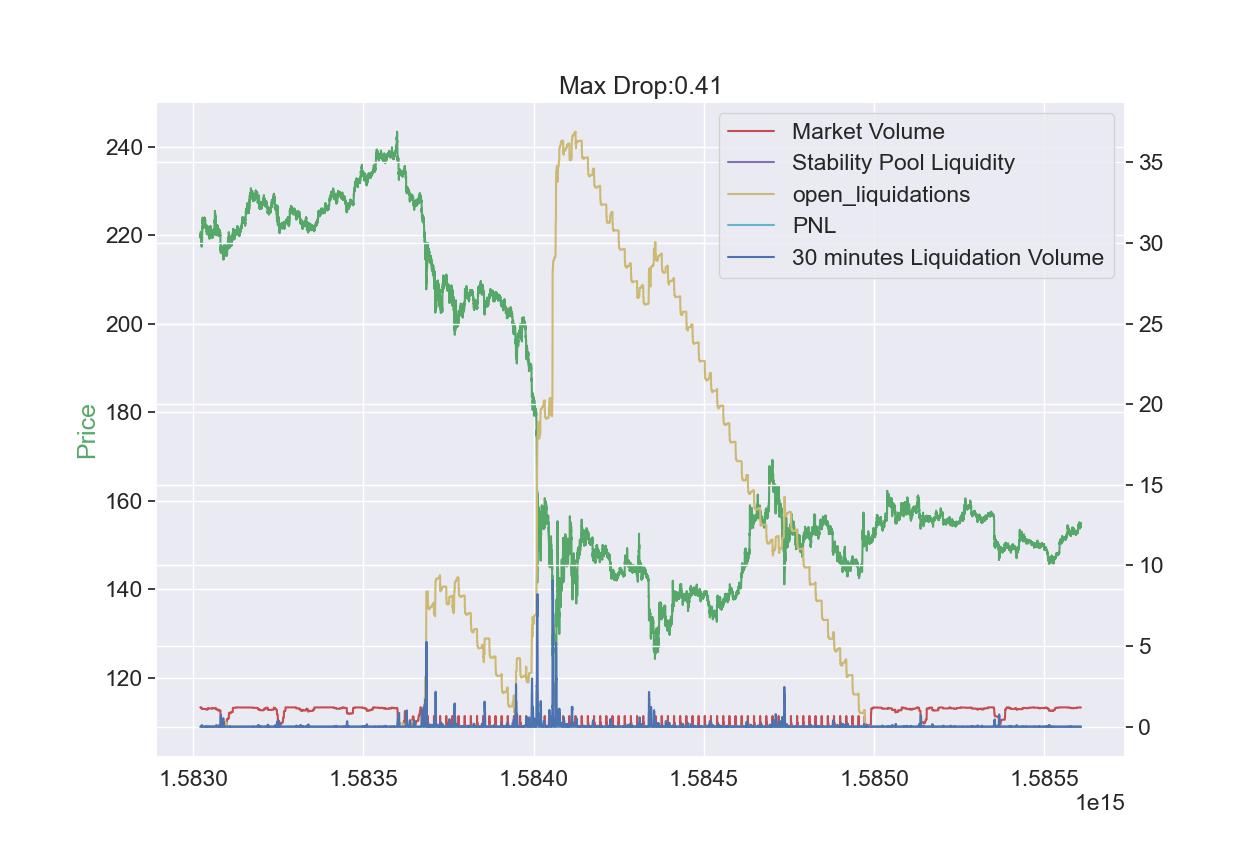 Max Drop:0.41
Market Volume
Stability Pool Liquidity
open_liquidations
PNL
30 minutes Liquidation Volume
Price
240
220
200
180
160
140
120
35
30
25
20
15
10
5
0
1.5830 1.5835 1.5840 1.5845 1.5850 1.5855
1e15